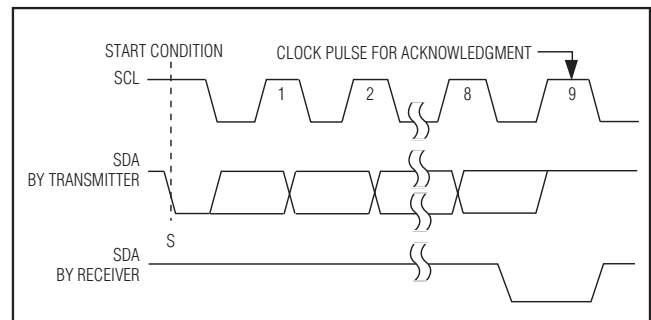 START CONDITION
CLOCK PULSE FOR ACKNOWLEDGMENT
SCL
1
2
8
9
SDA
BY TRANSMITTER
S
SDA
BY RECEIVER